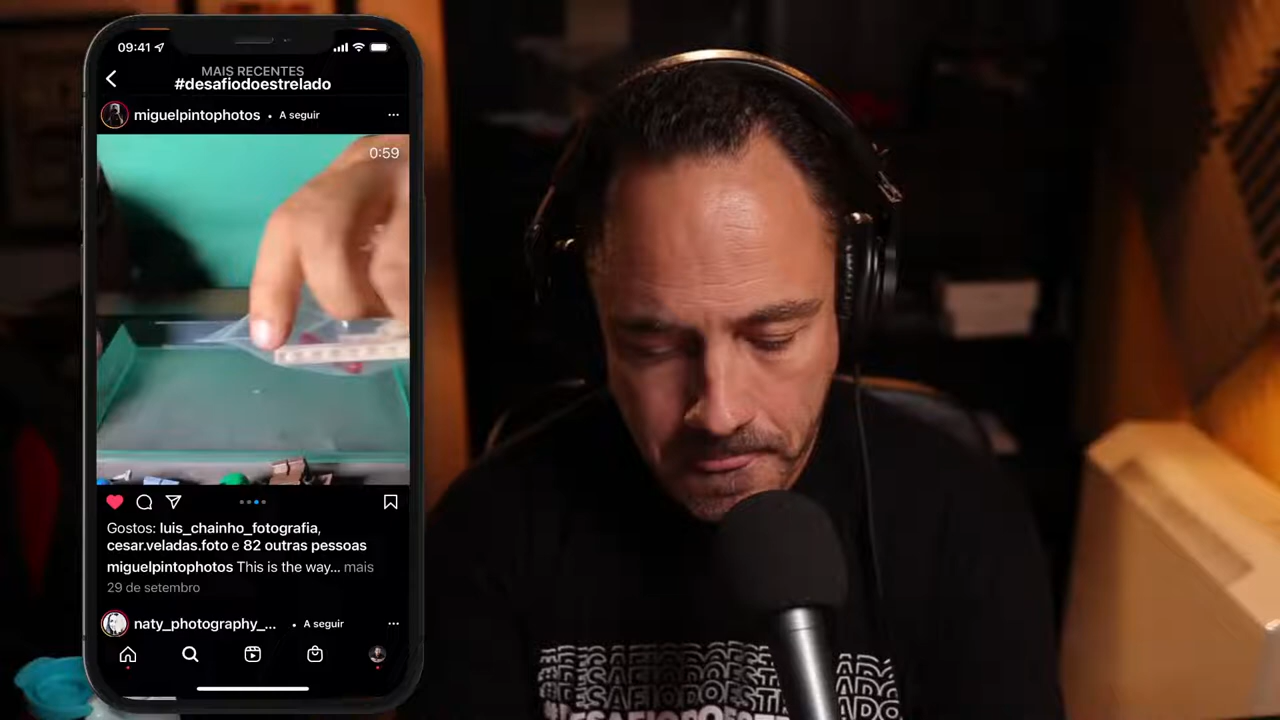 09:41
MAIS RECENTES
#desafiodoestrelado
miguelpintophotos • A seguir
0:59
Gostos: luis_chainho_fotografia,
cesar.veladas.foto e 82 outras pessoas
miguelpintophotos This is the way... mais
29 de setembro
naty_photography_... • A seguir